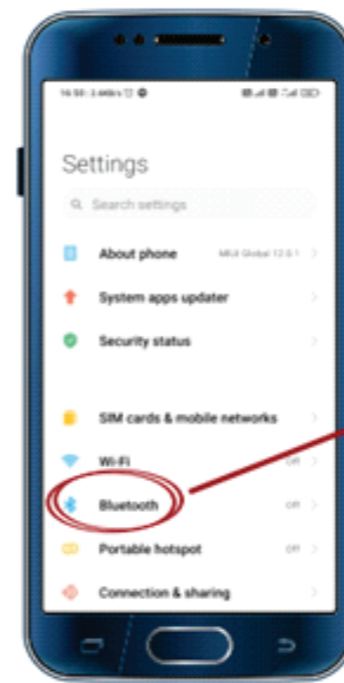 Settings
Search settings
About phone MIUI Global 12.0.1
System apps updater
Security status
SIM cards & mobile networks
Wi-Fi off
Bluetooth off
Portable hotspot off
Connection & sharing